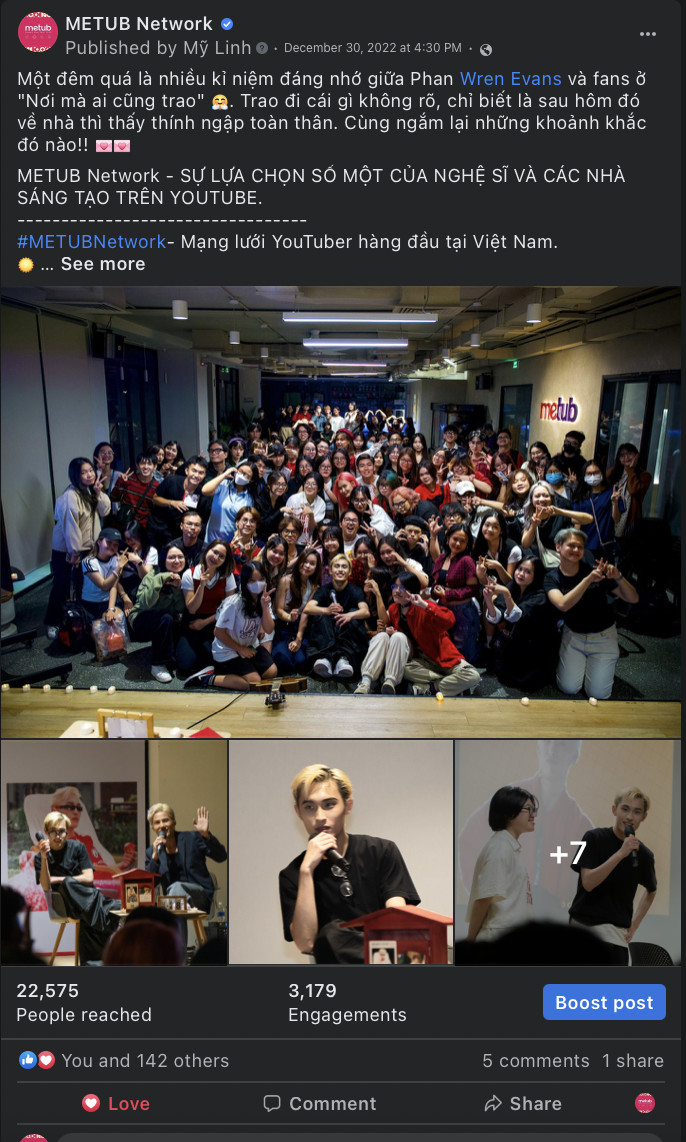 METUB Network
Published by Mỹ Linh · December 30, 2022 at 4:30 PM ·
Một đêm quá là nhiều kỉ niệm đáng nhớ giữa Phan Wren Evans và fans ở
"Nơi mà ai cũng trao" 🤗. Trao đi cái gì không rõ, chỉ biết là sau hôm đó
về nhà thì thấy thính ngập toàn thân. Cùng ngắm lại những khoảnh khắc
đó nào!! 💌💌
METUB Network - SỰ LỰA CHỌN SỐ MỘT CỦA NGHỆ SĨ VÀ CÁC NHÀ
SÁNG TẠO TRÊN YOUTUBE.
---------------------------------
#METUBNetwork- Mạng lưới YouTuber hàng đầu tại Việt Nam.
🌼 ... See more
metub
+7
22,575
People reached
3,179
Engagements
Boost post
You and 142 others
5 comments 1 share
Love
Comment
Share